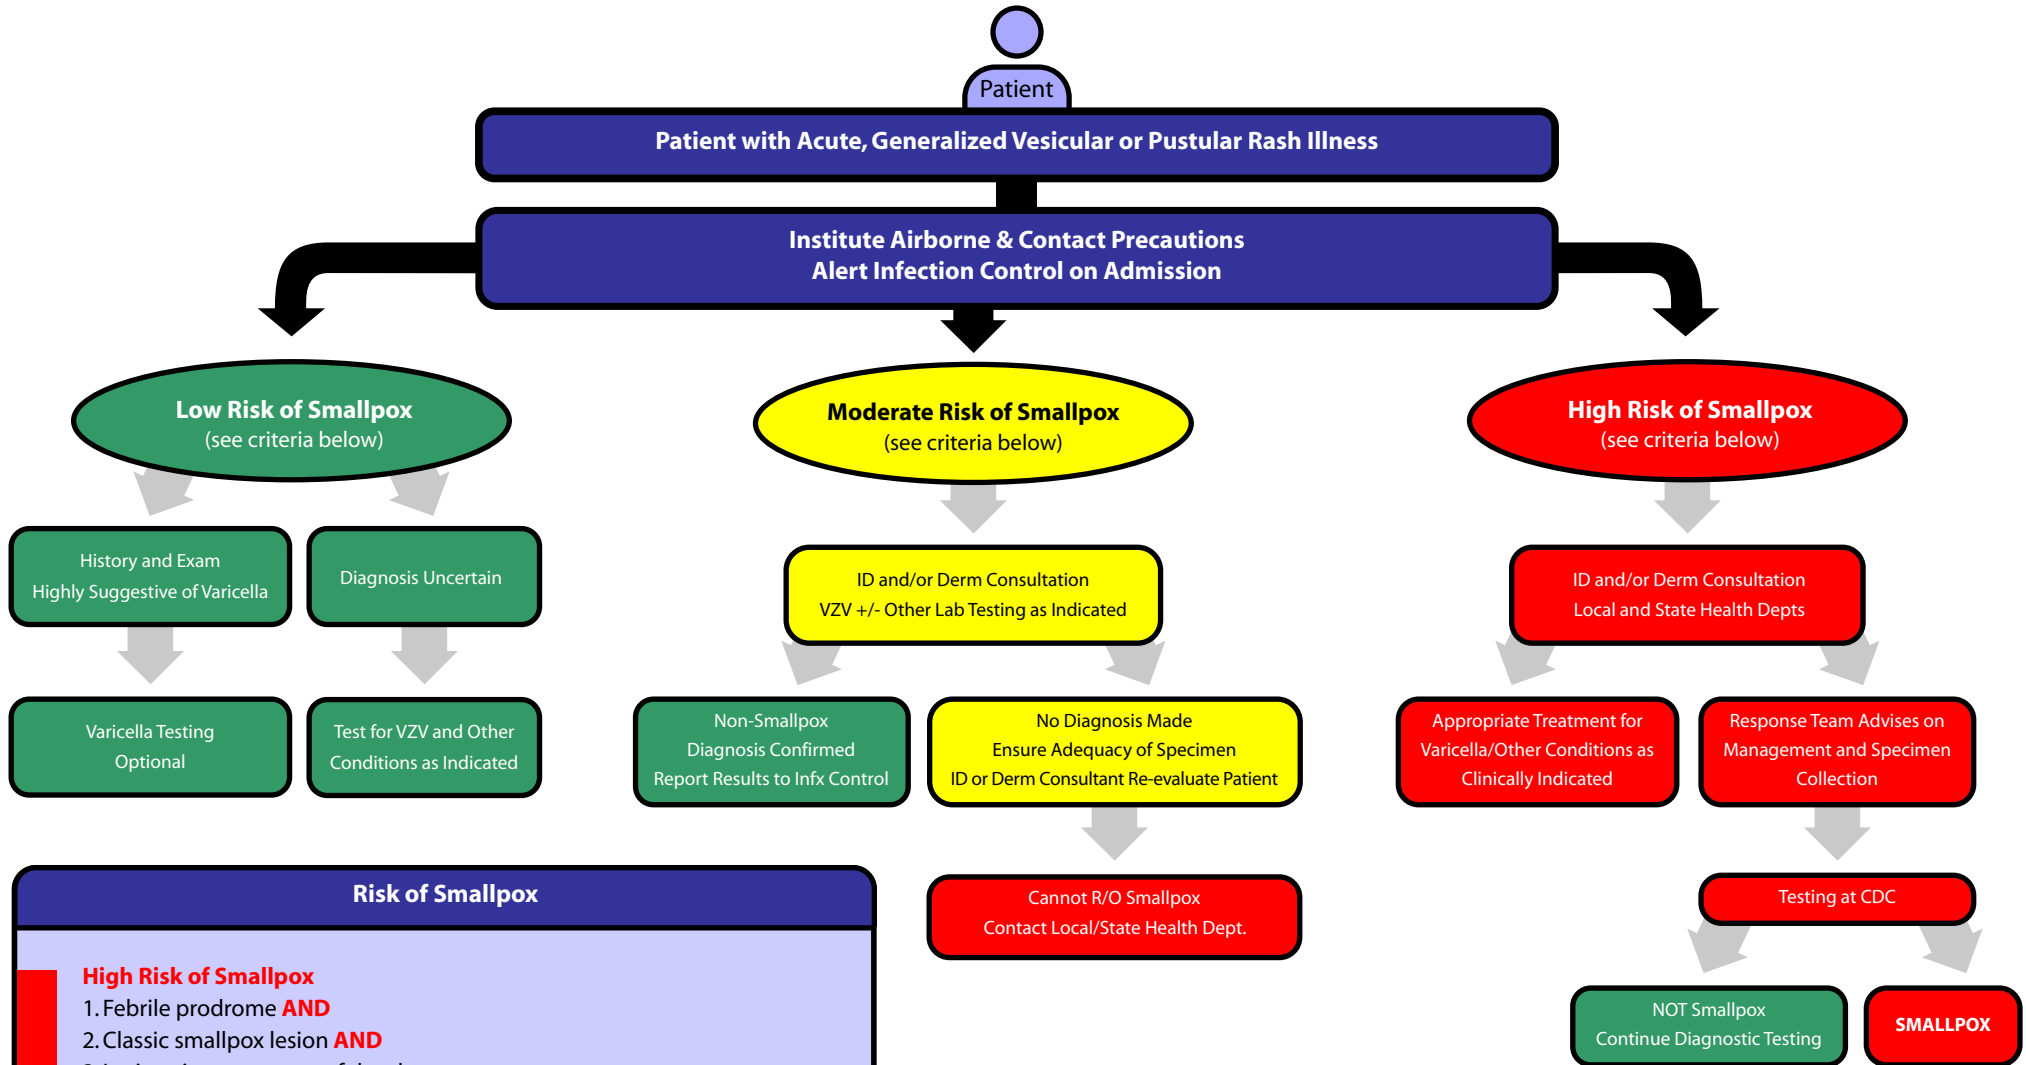 Patient
Patient with Acute, Generalized Vesicular or Pustular Rash Illness
Institute Airborne & Contact Precautions
Alert Infection Control on Admission
Low Risk of Smallpox
(see criteria below)
Moderate Risk of Smallpox
(see criteria below)
High Risk of Smallpox
(see criteria below)
History and Exam
Highly Suggestive of Varicella
Diagnosis Uncertain
ID and/or Derm Consultation
VZV +/- Other Lab Testing as Indicated
ID and/or Derm Consultation
Local and State Health Depts
Varicella Testing
Optional
Test for VZV and Other
Conditions as Indicated
Non-Smallpox
Diagnosis Confirmed
Report Results to Infx Control
No Diagnosis Made
Ensure Adequacy of Specimen
ID or Derm Consultant Re-evaluate Patient
Appropriate Treatment for
Varicella/Other Conditions as
Clinically Indicated
Response Team Advises on
Management and Specimen
Collection
Cannot R/O Smallpox
Contact Local/State Health Dept.
Testing at CDC
NOT Smallpox
Continue Diagnostic Testing
SMALLPOX
Risk of Smallpox
High Risk of Smallpox
1. Febrile prodrome AND
2. Classic smallpox lesion AND